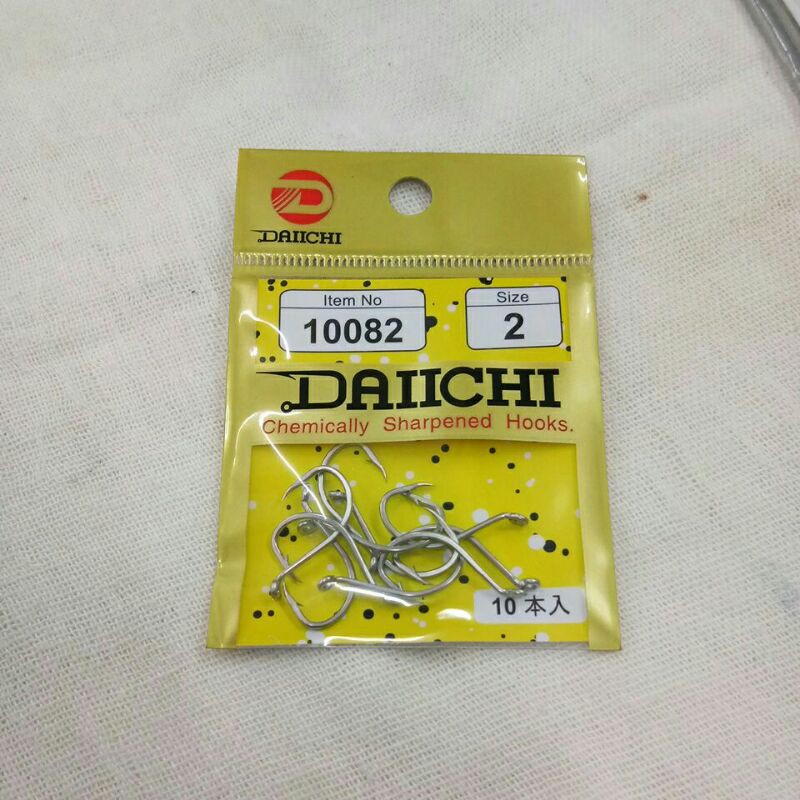 DAIICHI
Item No
10082
Size
2
DAIICHI
Chemically Sharpened Hooks.
10 本入